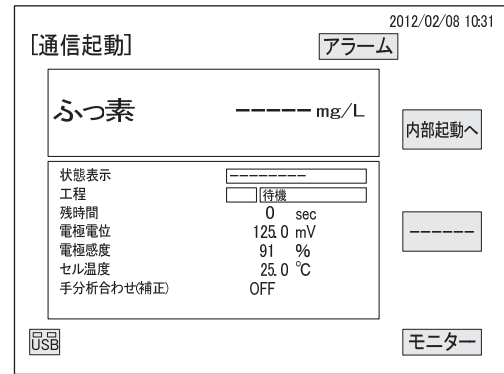 2012/02/08 10:31
[通信起動]
アラーム
ふっ素 ----- mg/L
内部起動へ
状態表示 --------
工程 待機
残時間 0 sec
電極電位 125.0 mV
電極感度 91 %
セル温度 25.0 °C
手分析合わせ(補正) OFF
------
USB
モニター